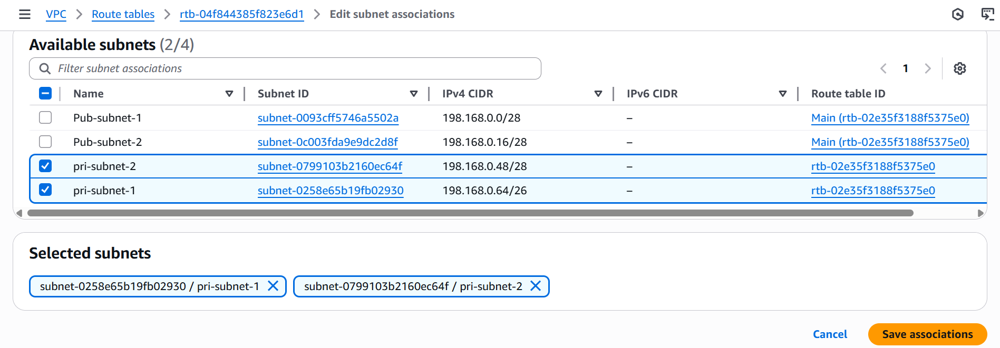 VPC > Route tables > rtb-04f844385f823e6d1 > Edit subnet associations
Available subnets (2/4)
Filter subnet associations
1
Name Subnet ID IPv4 CIDR IPv6 CIDR Route table ID
Pub-subnet-1 subnet-0093cff5746a5502a 198.168.0.0/28 – Main (rtb-02e35f3188f5375e0)
Pub-subnet-2 subnet-0c003fda9e9dc2d8f 198.168.0.16/28 – Main (rtb-02e35f3188f5375e0)
pri-subnet-2 subnet-0799103b2160ec64f 198.168.0.48/28 – rtb-02e35f3188f5375e0
pri-subnet-1 subnet-0258e65b19fb02930 198.168.0.64/26 – rtb-02e35f3188f5375e0
Selected subnets
subnet-0258e65b19fb02930 / pri-subnet-1
subnet-0799103b2160ec64f / pri-subnet-2
Cancel
Save associations